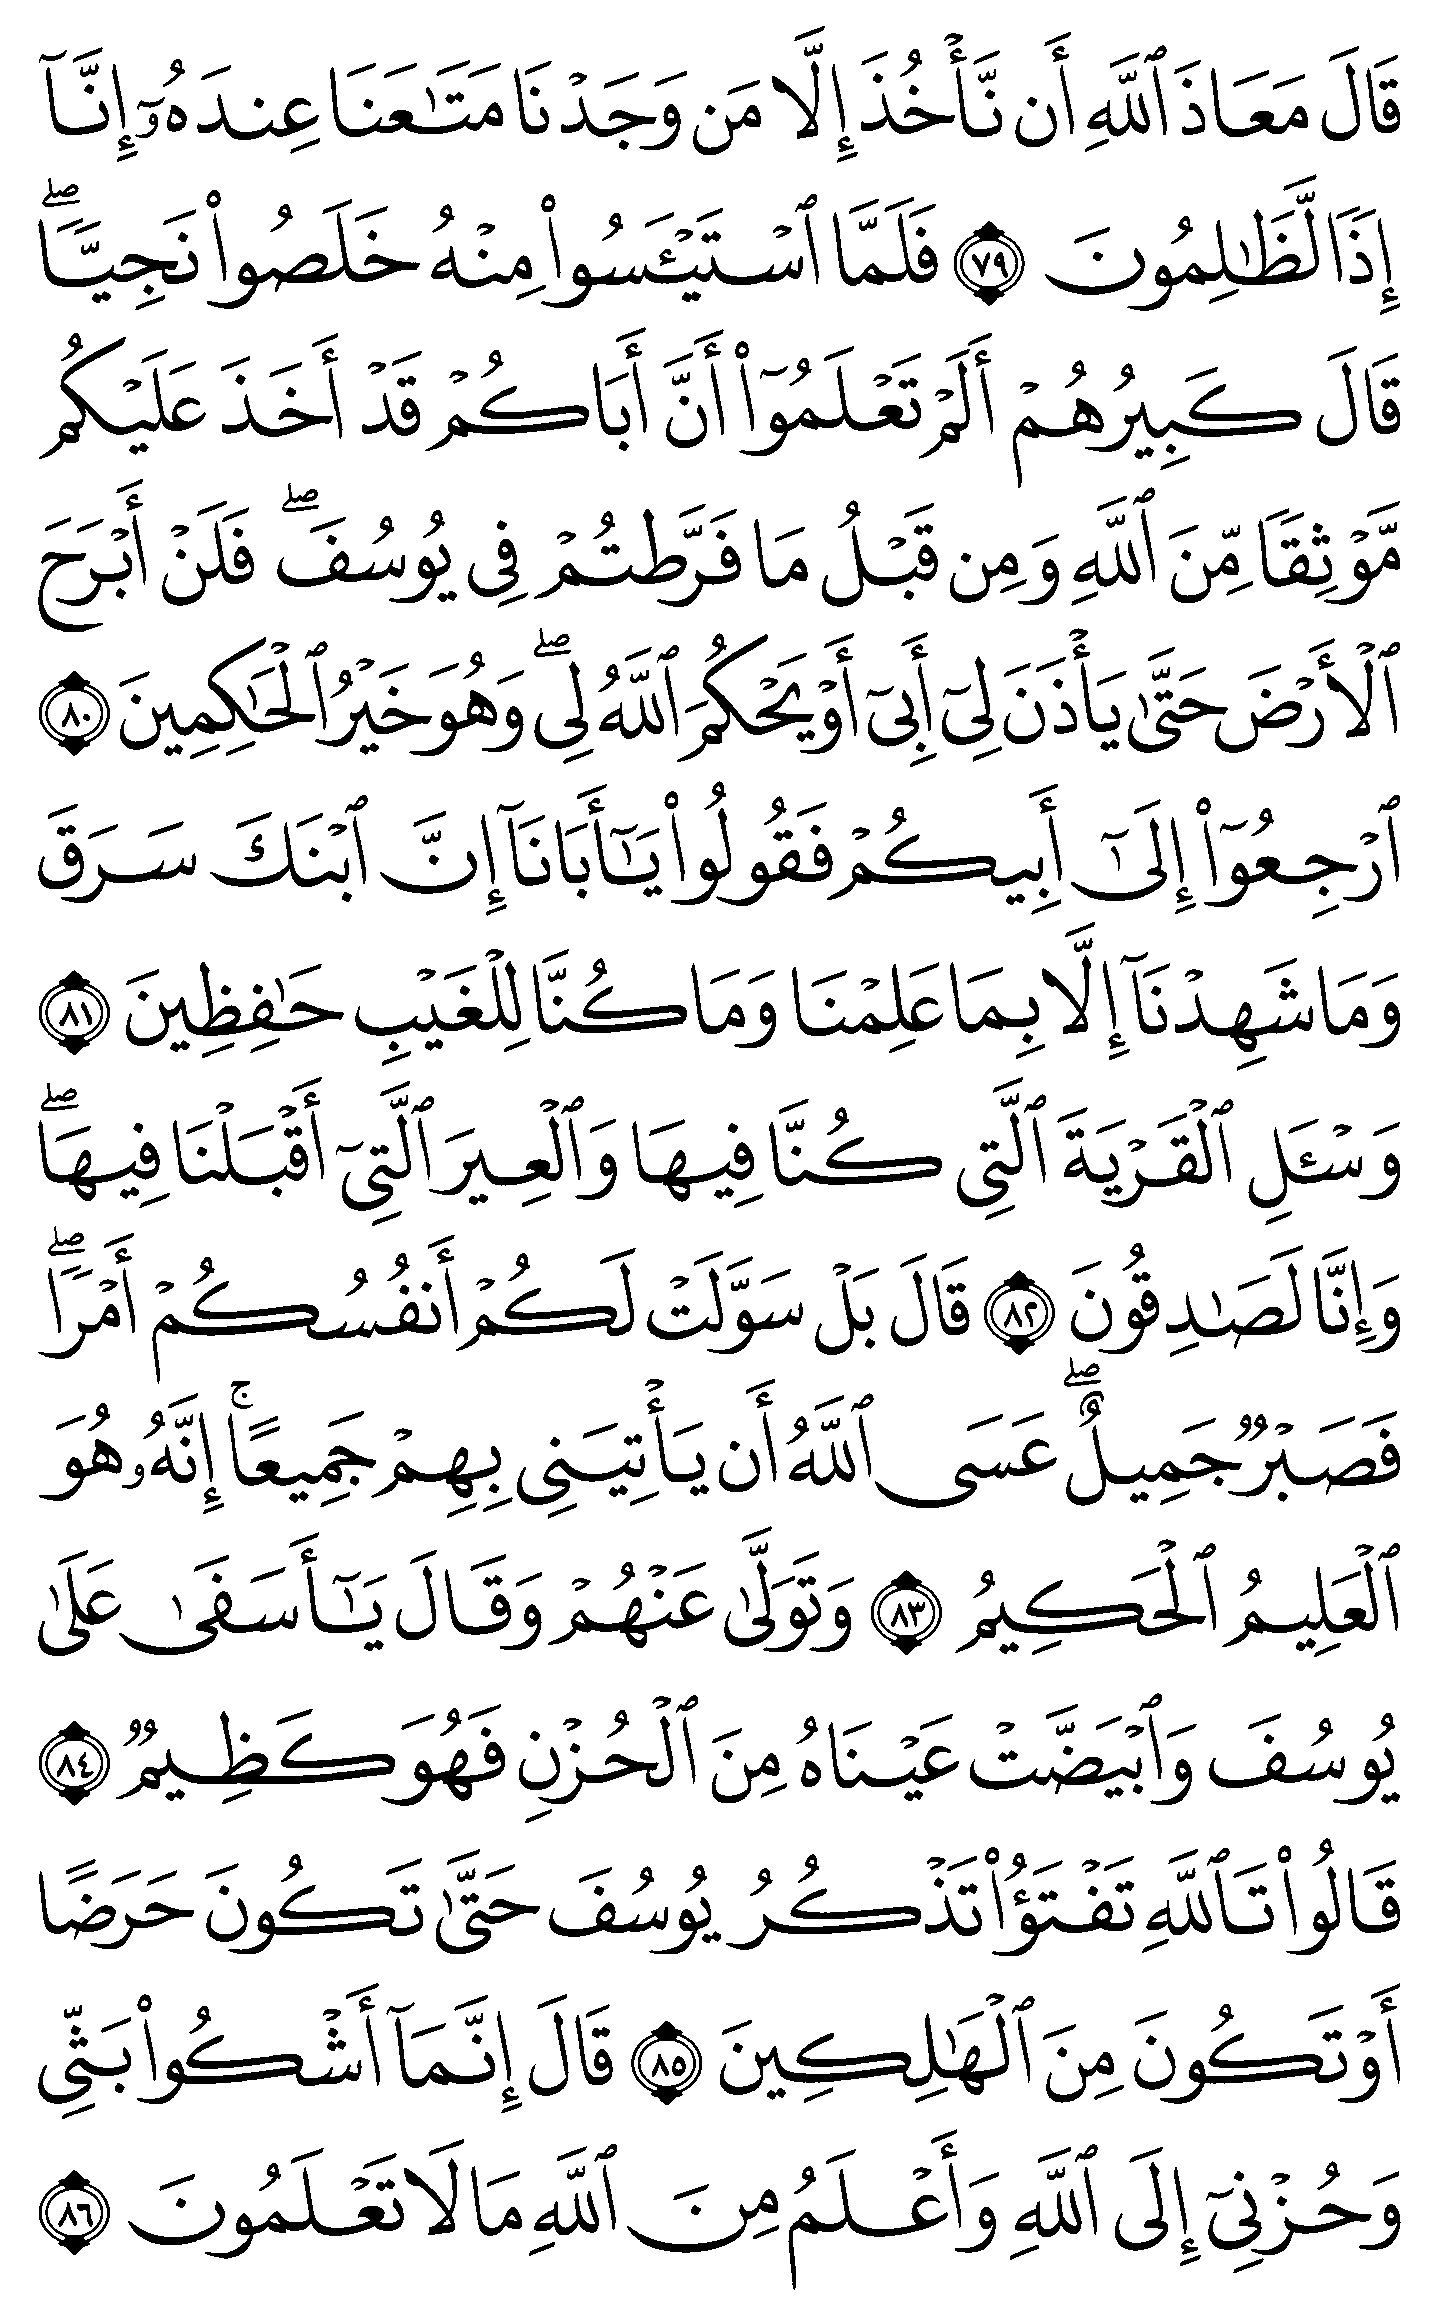 قَالَ مَعَاذَ ٱللَّهِ أَن نَّأۡخُذَ إِلَّا مَن وَجَدۡنَا مَتَٰعَنَا عِندَهُۥٓ إِنَّآ
إِذٗا لَّظَٰلِمُونَ ٧٩ فَلَمَّا ٱسۡتَيۡـَٔسُواْ مِنۡهُ خَلَصُواْ نَجِيّٗاۖ
قَالَ كَبِيرُهُمۡ أَلَمۡ تَعۡلَمُوٓاْ أَنَّ أَبَاكُمۡ قَدۡ أَخَذَ عَلَيۡكُم
مَّوۡثِقٗا مِّنَ ٱللَّهِ وَمِن قَبۡلُ مَا فَرَّطتُمۡ فِي يُوسُفَۖ فَلَنۡ أَبۡرَحَ
ٱلۡأَرۡضَ حَتَّىٰ يَأۡذَنَ لِيٓ أَبِيٓ أَوۡ يَحۡكُمَ ٱللَّهُ لِيۖ وَهُوَ خَيۡرُ ٱلۡحَٰكِمِينَ ٨٠
ٱرۡجِعُوٓاْ إِلَىٰٓ أَبِيكُمۡ فَقُولُواْ يَٰٓأَبَانَآ إِنَّ ٱبۡنَكَ سَرَقَ
وَمَا شَهِدۡنَآ إِلَّا بِمَا عَلِمۡنَا وَمَا كُنَّا لِلۡغَيۡبِ حَٰفِظِينَ ٨١
وَسۡـَٔلِ ٱلۡقَرۡيَةَ ٱلَّتِي كُنَّا فِيهَا وَٱلۡعِيرَ ٱلَّتِيٓ أَقۡبَلۡنَا فِيهَاۖ
وَإِنَّا لَصَٰدِقُونَ ٨٢ قَالَ بَلۡ سَوَّلَتۡ لَكُمۡ أَنفُسُكُمۡ أَمۡرٗاۖ
فَصَبۡرٞ جَمِيلٌۖ عَسَى ٱللَّهُ أَن يَأۡتِيَنِي بِهِمۡ جَمِيعًاۚ إِنَّهُۥ هُوَ
ٱلۡعَلِيمُ ٱلۡحَكِيمُ ٨٣ وَتَوَلَّىٰ عَنۡهُمۡ وَقَالَ يَٰٓأَسَفَىٰ عَلَىٰ
يُوسُفَ وَٱبۡيَضَّتۡ عَيۡنَاهُ مِنَ ٱلۡحُزۡنِ فَهُوَ كَظِيمٞ ٨٤
قَالُواْ تَٱللَّهِ تَفۡتَؤُاْ تَذۡكُرُ يُوسُفَ حَتَّىٰ تَكُونَ حَرَضًا
أَوۡ تَكُونَ مِنَ ٱلۡهَٰلِكِينَ ٨٥ قَالَ إِنَّمَآ أَشۡكُواْ بَثِّي
وَحُزۡنِيٓ إِلَى ٱللَّهِ وَأَعۡلَمُ مِنَ ٱللَّهِ مَا لَا تَعۡلَمُونَ ٨٦